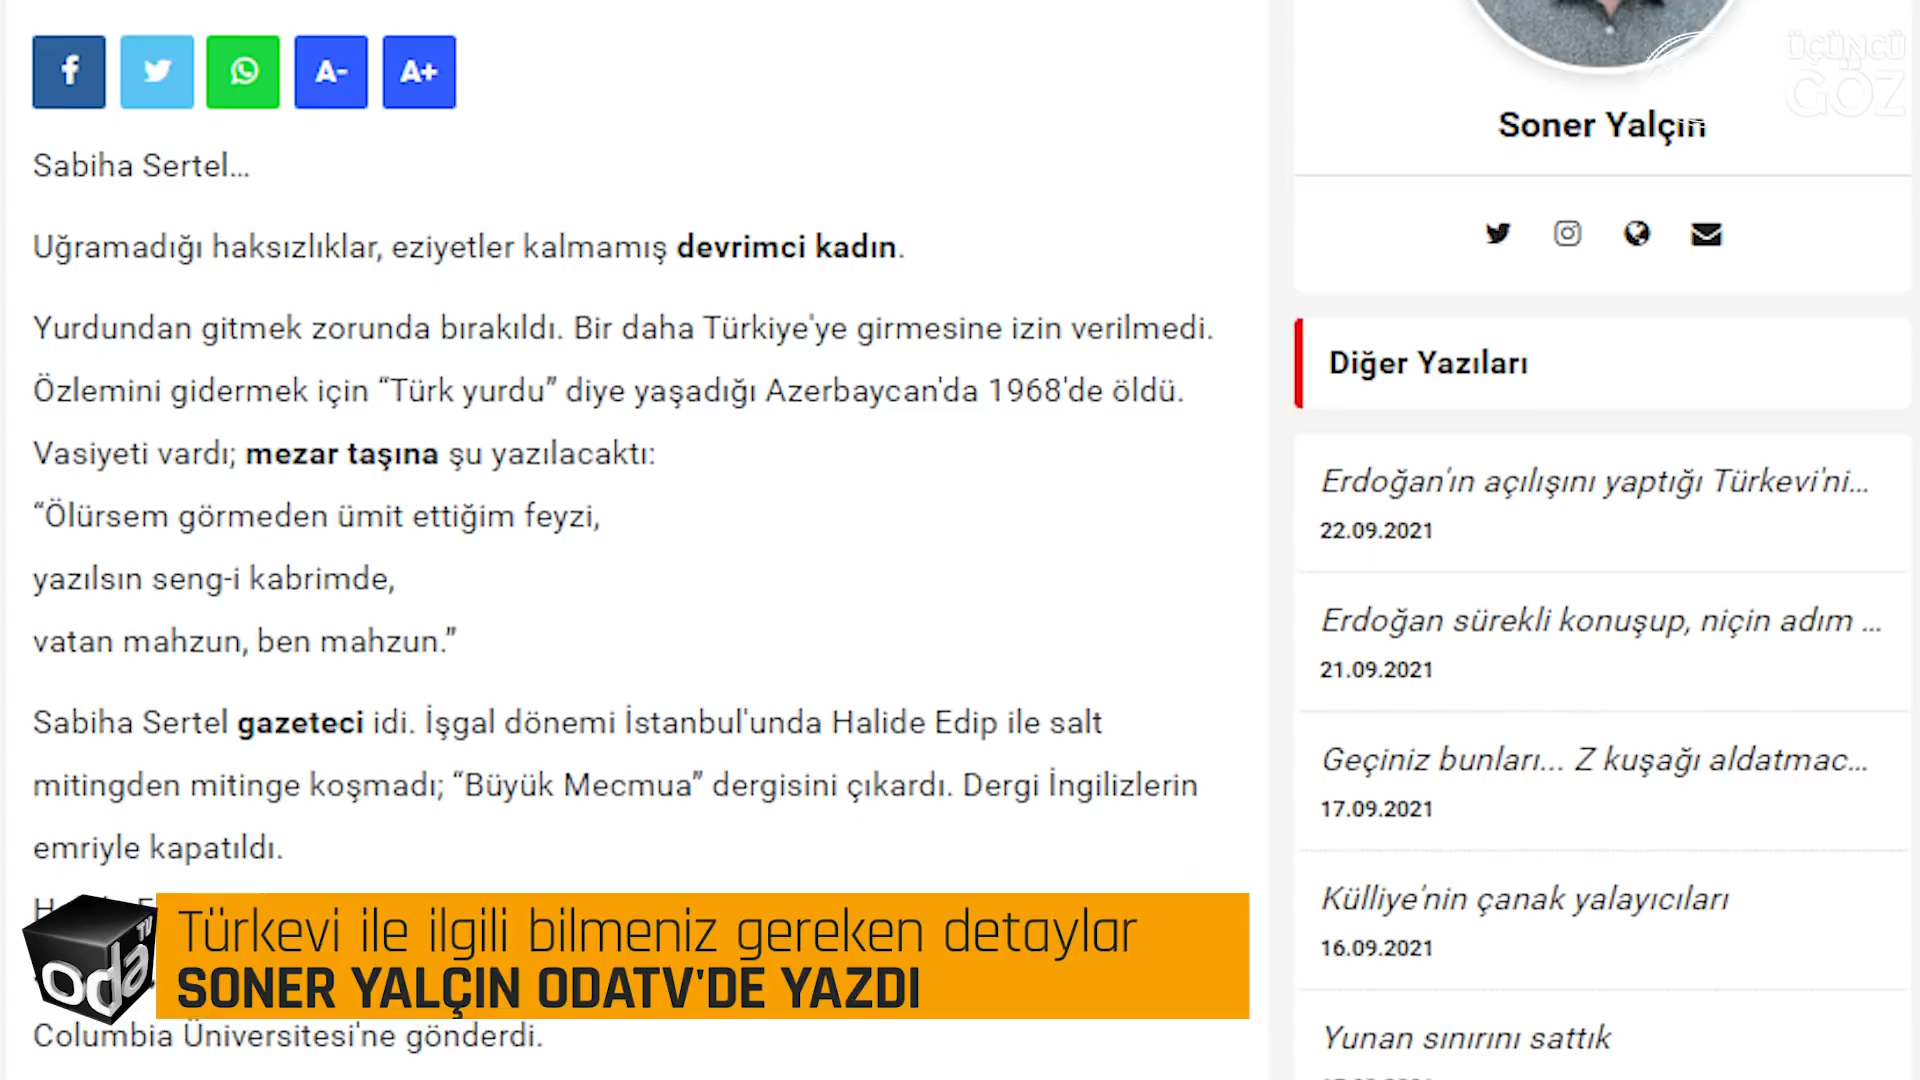 A-
A+
Sabiha Sertel...
Uğramadığı haksızlıklar, eziyetler kalmamış devrimci kadın.
Yurdundan gitmek zorunda bırakıldı. Bir daha Türkiye'ye girmesine izin verilmedi.
Özlemini gidermek için “Türk yurdu” diye yaşadığı Azerbaycan'da 1968'de öldü.
Vasiyeti vardı; mezar taşına şu yazılacaktı:
“Ölürsem görmeden ümit ettiğim feyzi,
yazılsın seng-i kabrimde,
vatan mahzun, ben mahzun.”
Sabiha Sertel gazeteci idi. İşgal dönemi İstanbul'unda Halide Edip ile salt
mitingden mitinge koşmadı; “Büyük Mecmua” dergisini çıkardı. Dergi İngilizlerin
emriyle kapatıldı.
Oda TV
Türkevi ile ilgili bilmeniz gereken detaylar
SONER YALÇIN ODATV'DE YAZDI
Columbia Üniversitesi'ne gönderdi.
ÜÇÜNCÜ
GÖZ
Soner Yalçın
Diğer Yazıları
Erdoğan'ın açılışını yaptığı Türkevi'ni...
22.09.2021
Erdoğan sürekli konuşup, niçin adım ...
21.09.2021
Geçiniz bunları... Z kuşağı aldatmac...
17.09.2021
Külliye'nin çanak yalayıcıları
16.09.2021
Yunan sınırını sattık